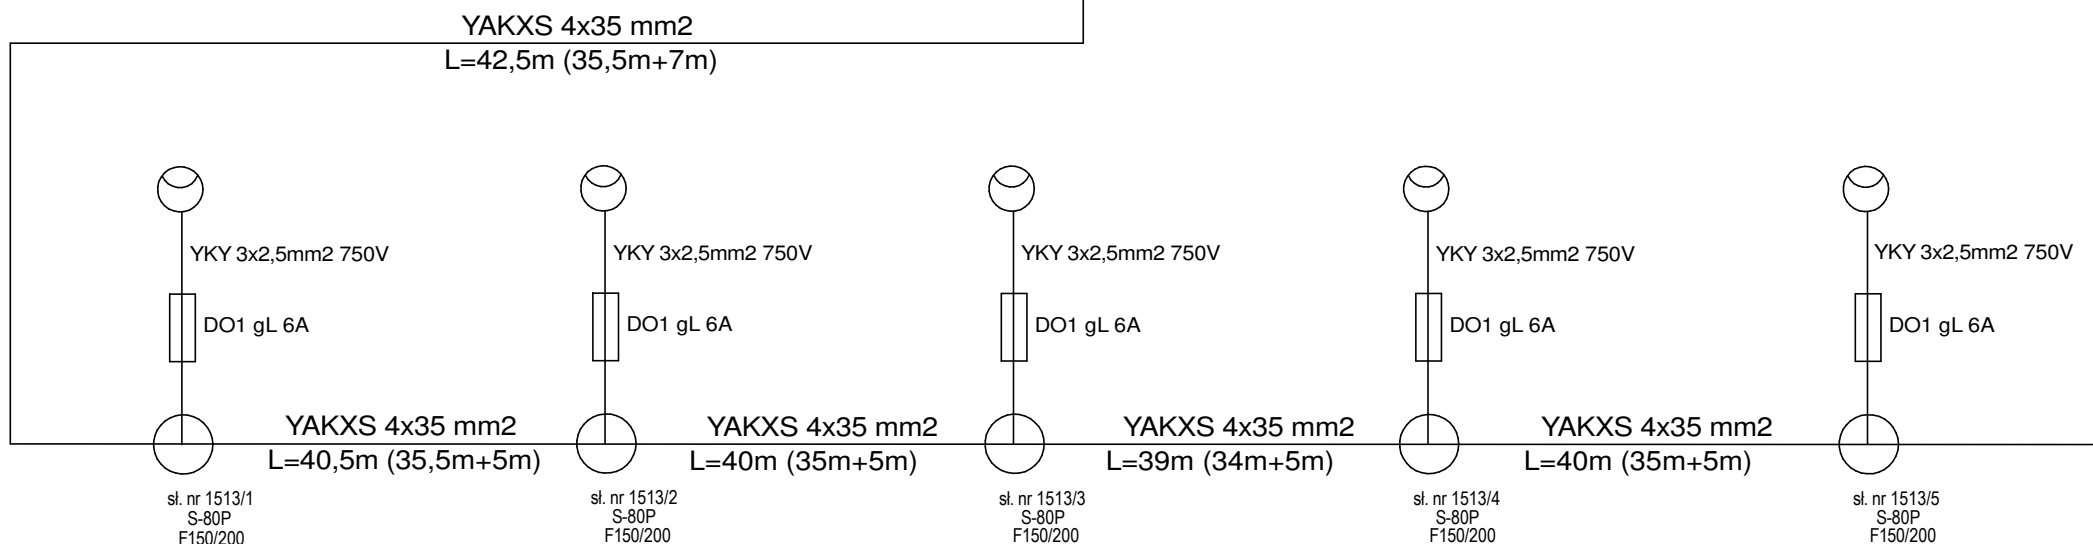 YAKXS 4x35 mm2
L=42,5m (35,5m+7m)
YKY 3x2,5mm2 750V
YKY 3x2,5mm2 750V
YKY 3x2,5mm2 750V
YKY 3x2,5mm2 750V
YKY 3x2,5mm2 750V
DO1 gL 6A
DO1 gL 6A
DO1 gL 6A
DO1 gL 6A
DO1 gL 6A
YAKXS 4x35 mm2
L=40,5m (35,5m+5m)
YAKXS 4x35 mm2
L=40m (35m+5m)
YAKXS 4x35 mm2
L=39m (34m+5m)
YAKXS 4x35 mm2
L=40m (35m+5m)
sł. nr 1513/1
S-80P
F150/200
sł. nr 1513/2
S-80P
F150/200
sł. nr 1513/3
S-80P
F150/200
sł. nr 1513/4
S-80P
F150/200
sł. nr 1513/5
S-80P
F150/200